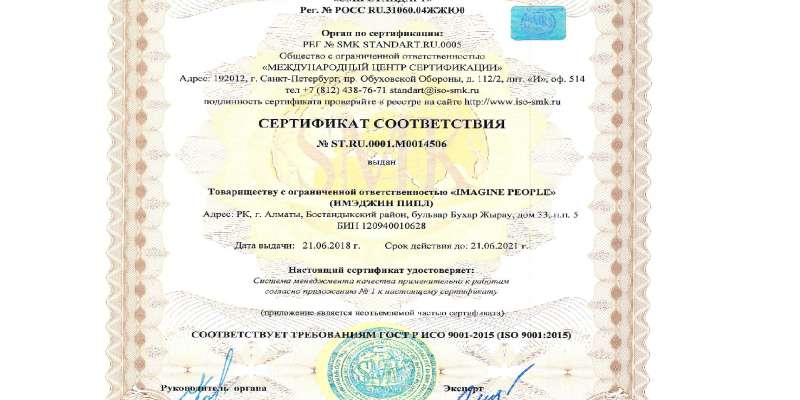 Рег. № РОСС RU.31060.04ЖЖЮ0
Орган по сертификации:
РЕГ № SMK STANDART.RU.0005
Общество с ограниченной ответственностью
«МЕЖДУНАРОДНЫЙ ЦЕНТР СЕРТИФИКАЦИИ»
Адрес: 192012, г. Санкт-Петербург, пр. Обуховской Обороны, д. 112/2, лит. «И», оф. 514
тел +7 (812) 438-76-71 standart@iso-smk.ru
подлинность сертификата проверяйте в реестре на сайте http://www.iso-smk.ru
СЕРТИФИКАТ СООТВЕТСТВИЯ
№ ST.RU.0001.M0014506
выдан
Товариществу с ограниченной ответственностью «IMAGINE PEOPLE»
(ИМЭДЖИН ПИПЛ)
Адрес: РК, г. Алматы, Бостандыкский район, бульвар Бухар Жырау, дом 33, н.п. 5
БИН 120940010628
Дата выдачи: 21.06.2018 г. Срок действия до: 21.06.2021 г.
Настоящий сертификат удостоверяет:
Система менеджмента качества применительно к работам
согласно приложению № 1 к настоящему сертификату
(приложение является неотъемлемой частью сертификата)
СООТВЕТСТВУЕТ ТРЕБОВАНИЯМ ГОСТ Р ИСО 9001-2015 (ISO 9001:2015)
Руководитель органа Эксперт
SMK